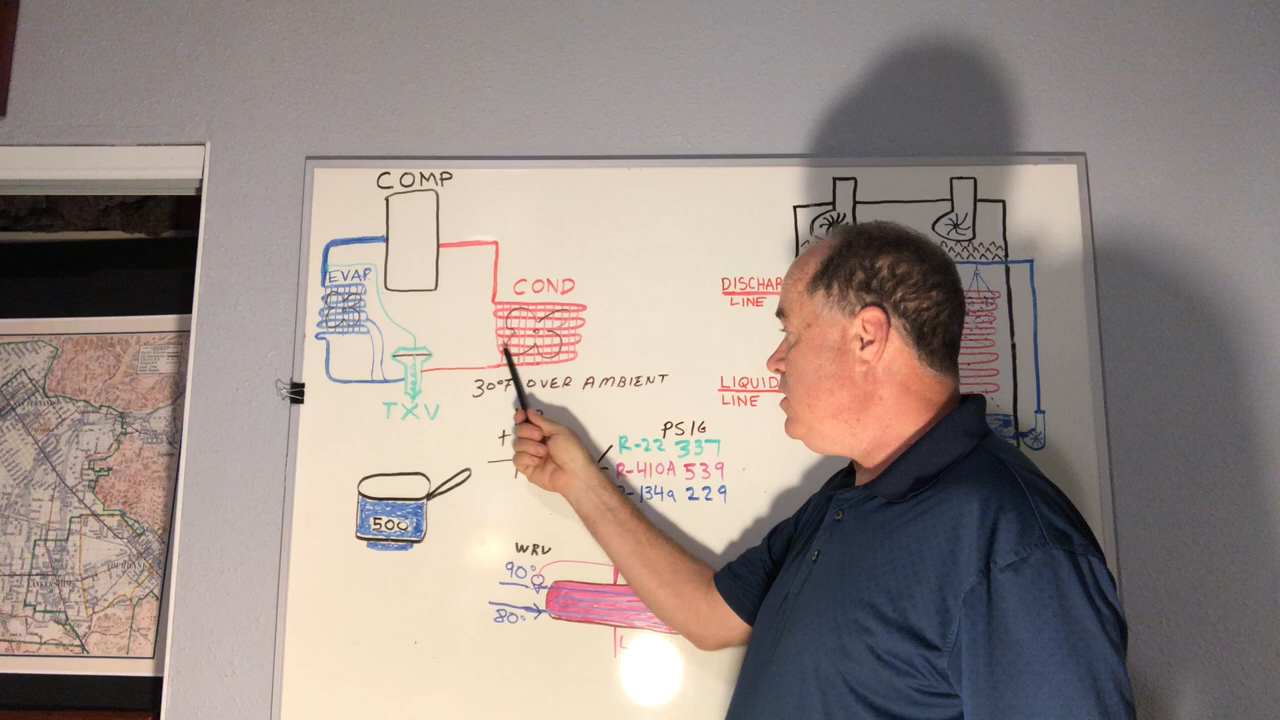 COMP
EVAP
COND
DISCHAR
LINE
30°F OVER AMBIENT
LIQUID
LINE
TXV
PSIG
R-22 337
R-410A 539
134a 229
500
WRV
90°
80°